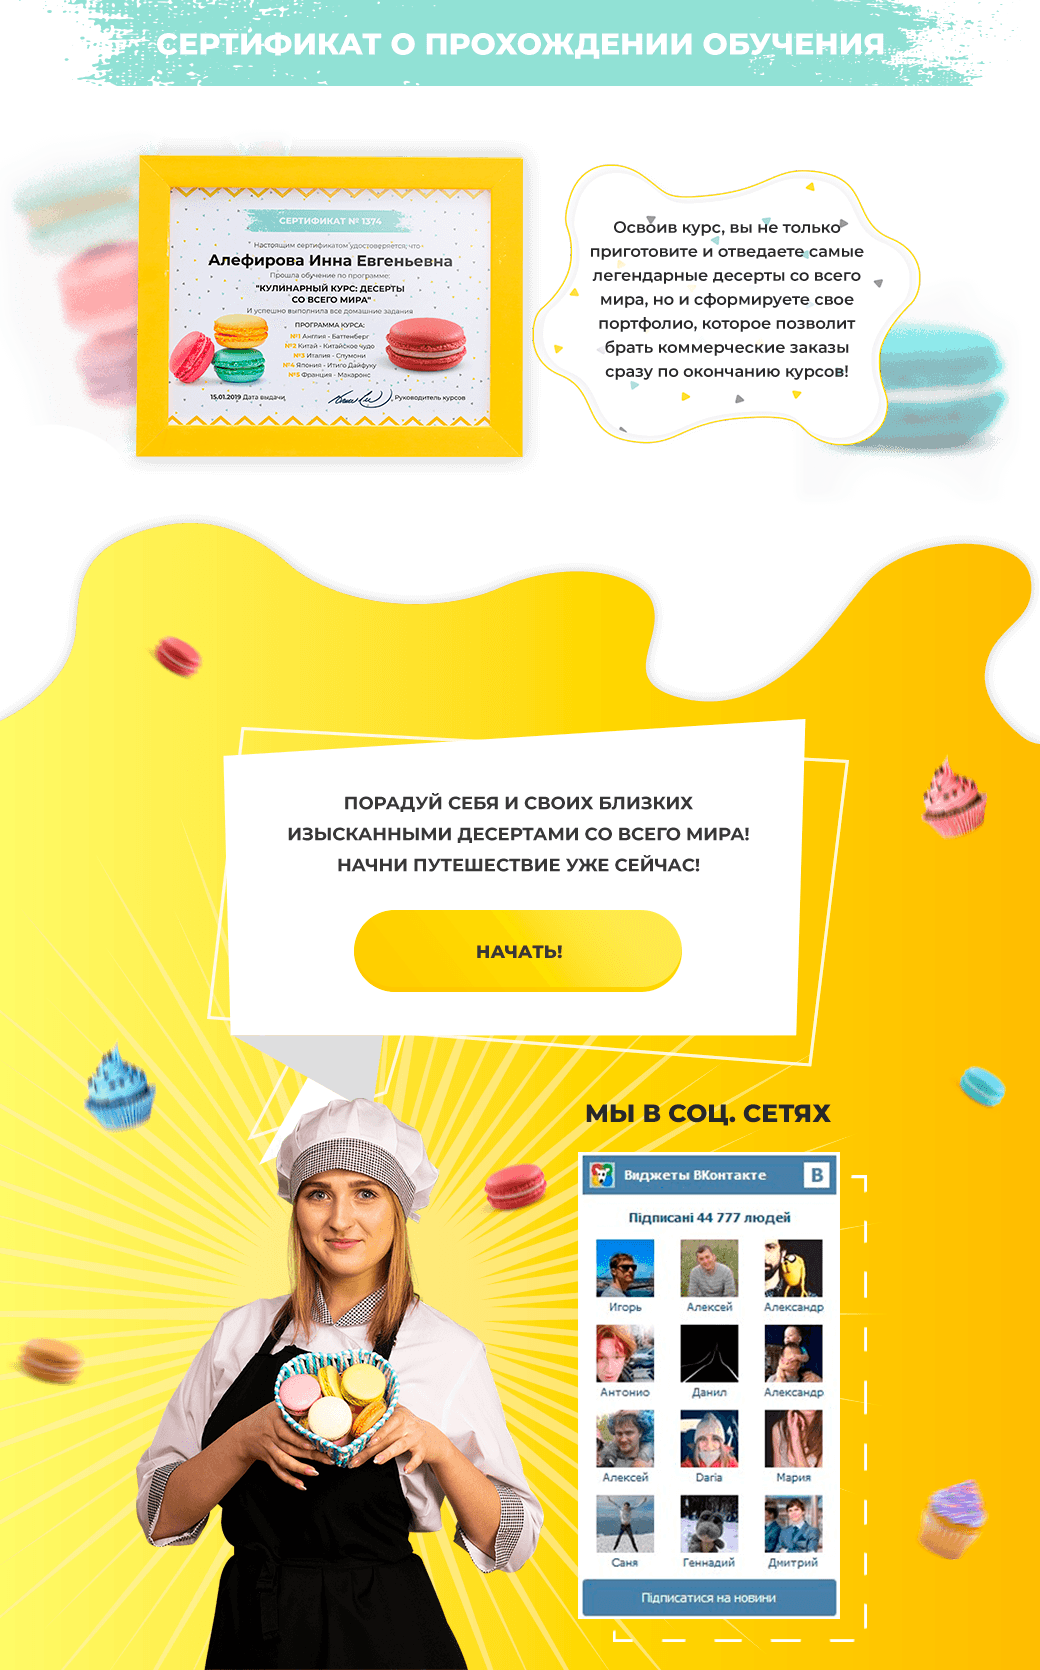 СЕРТИФИКАТ О ПРОХОЖДЕНИИ ОБУЧЕНИЯ
СЕРТИФИКАТ № 1374
Настоящим сертификатом удостоверяется, что
Алефирова Инна Евгеньевна
Прошла обучение по программе:
"КУЛИНАРНЫЙ КУРС: ДЕСЕРТЫ
СО ВСЕГО МИРА"
И успешно выполнила все домашние задания
ПРОГРАММА КУРСА:
№1 Англия - Баттенберг
№2 Китай - Китайское чудо
№3 Италия - Спумони
№4 Япония - Итиго Дайфуку
№5 Франция - Макаронс
15.01.2019 Дата выдачи
, Руководитель курсов
Освоив курс, вы не только
приготовите и отведаете самые
легендарные десерты со всего
мира, но и сформируете свое
портфолио, которое позволит
брать коммерческие заказы
сразу по окончанию курсов!
ПОРАДУЙ СЕБЯ И СВОИХ БЛИЗКИХ
ИЗЫСКАННЫМИ ДЕСЕРТАМИ СО ВСЕГО МИРА!
НАЧНИ ПУТЕШЕСТВИЕ УЖЕ СЕЙЧАС!
НАЧАТЬ!
МЫ В СОЦ. СЕТЯХ
Виджеты ВКонтакте В
Підписані 44 777 людей
Игорь Алексей Александр
Антонио Данил Александр
Алексей Daria Мария
Саня Геннадий Дмитрий
Підписатися на новини